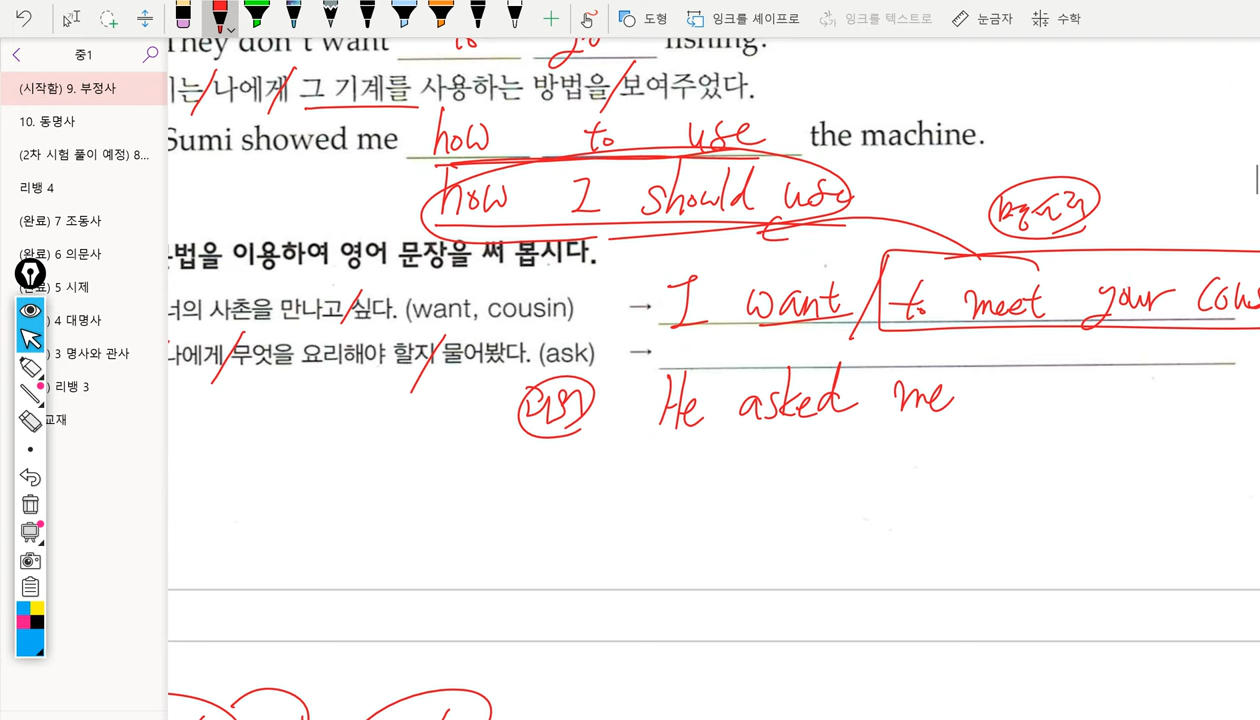 도형 잉크를 셰이프로 잉크를 텍스트로 눈금자 수학
중1
(시작함) 9. 부정사
10. 동명사
(2차 시험 풀이 예정) 8...
리뱅 4
(완료) 7 조동사
(완료) 6 의문사
5 시제
) 4 대명사
) 3 명사와 관사
) 리뱅 3
교재
They don't want to go fishing.
는 나에게 그 기계를 사용하는 방법을 보여주었다.
Sumi showed me how to use the machine.
how I should use
법을 이용하여 영어 문장을 써 봅시다.
너의 사촌을 만나고 싶다. (want, cousin) → I want to meet your cous
나에게 무엇을 요리해야 할지 물어봤다. (ask) →
He asked me